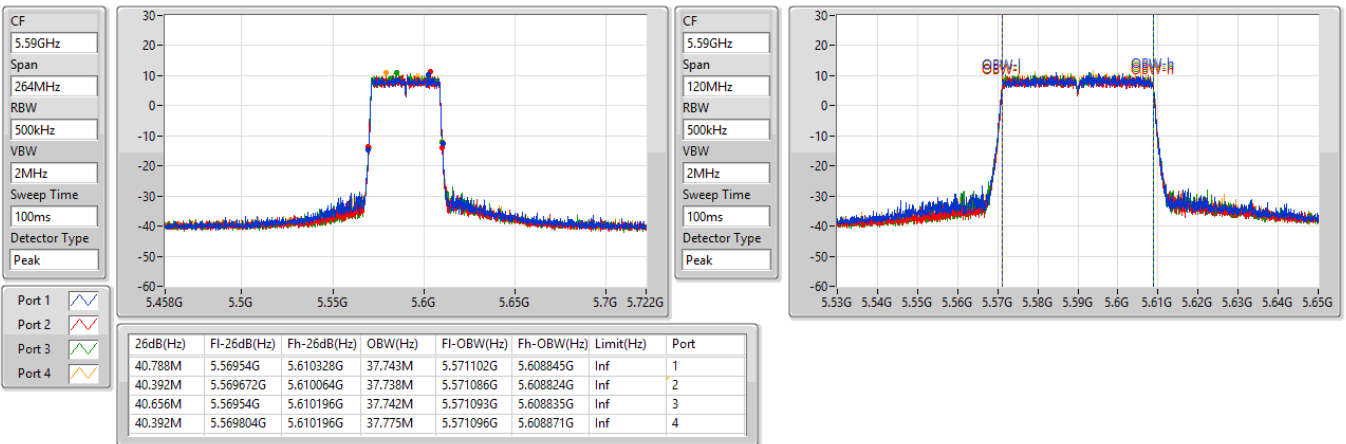 CF
5.59GHz
Span
264MHz
RBW
500kHz
VBW
2MHz
Sweep Time
100ms
Detector Type
Peak
30
20
10
0
-10
-20
-30
-40
-50
-60
5.458G 5.5G 5.55G 5.6G 5.65G 5.7G 5.722G
CF
5.59GHz
Span
120MHz
RBW
500kHz
VBW
2MHz
Sweep Time
100ms
Detector Type
Peak
30
20
10
0
-10
-20
-30
-40
-50
-60
OBW-l OBW-h
5.53G 5.54G 5.55G 5.56G 5.57G 5.58G 5.59G 5.6G 5.61G 5.62G 5.63G 5.64G 5.65G
Port 1
Port 2
Port 3
Port 4
26dB(Hz) Fl-26dB(Hz) Fh-26dB(Hz) OBW(Hz) Fl-OBW(Hz) Fh-OBW(Hz) Limit(Hz) Port
40.788M 5.56954G 5.610328G 37.743M 5.571102G 5.608845G Inf 1
40.392M 5.569672G 5.610064G 37.738M 5.571086G 5.608824G Inf 2
40.656M 5.56954G 5.610196G 37.742M 5.571093G 5.608835G Inf 3
40.392M 5.569804G 5.610196G 37.775M 5.571096G 5.608871G Inf 4